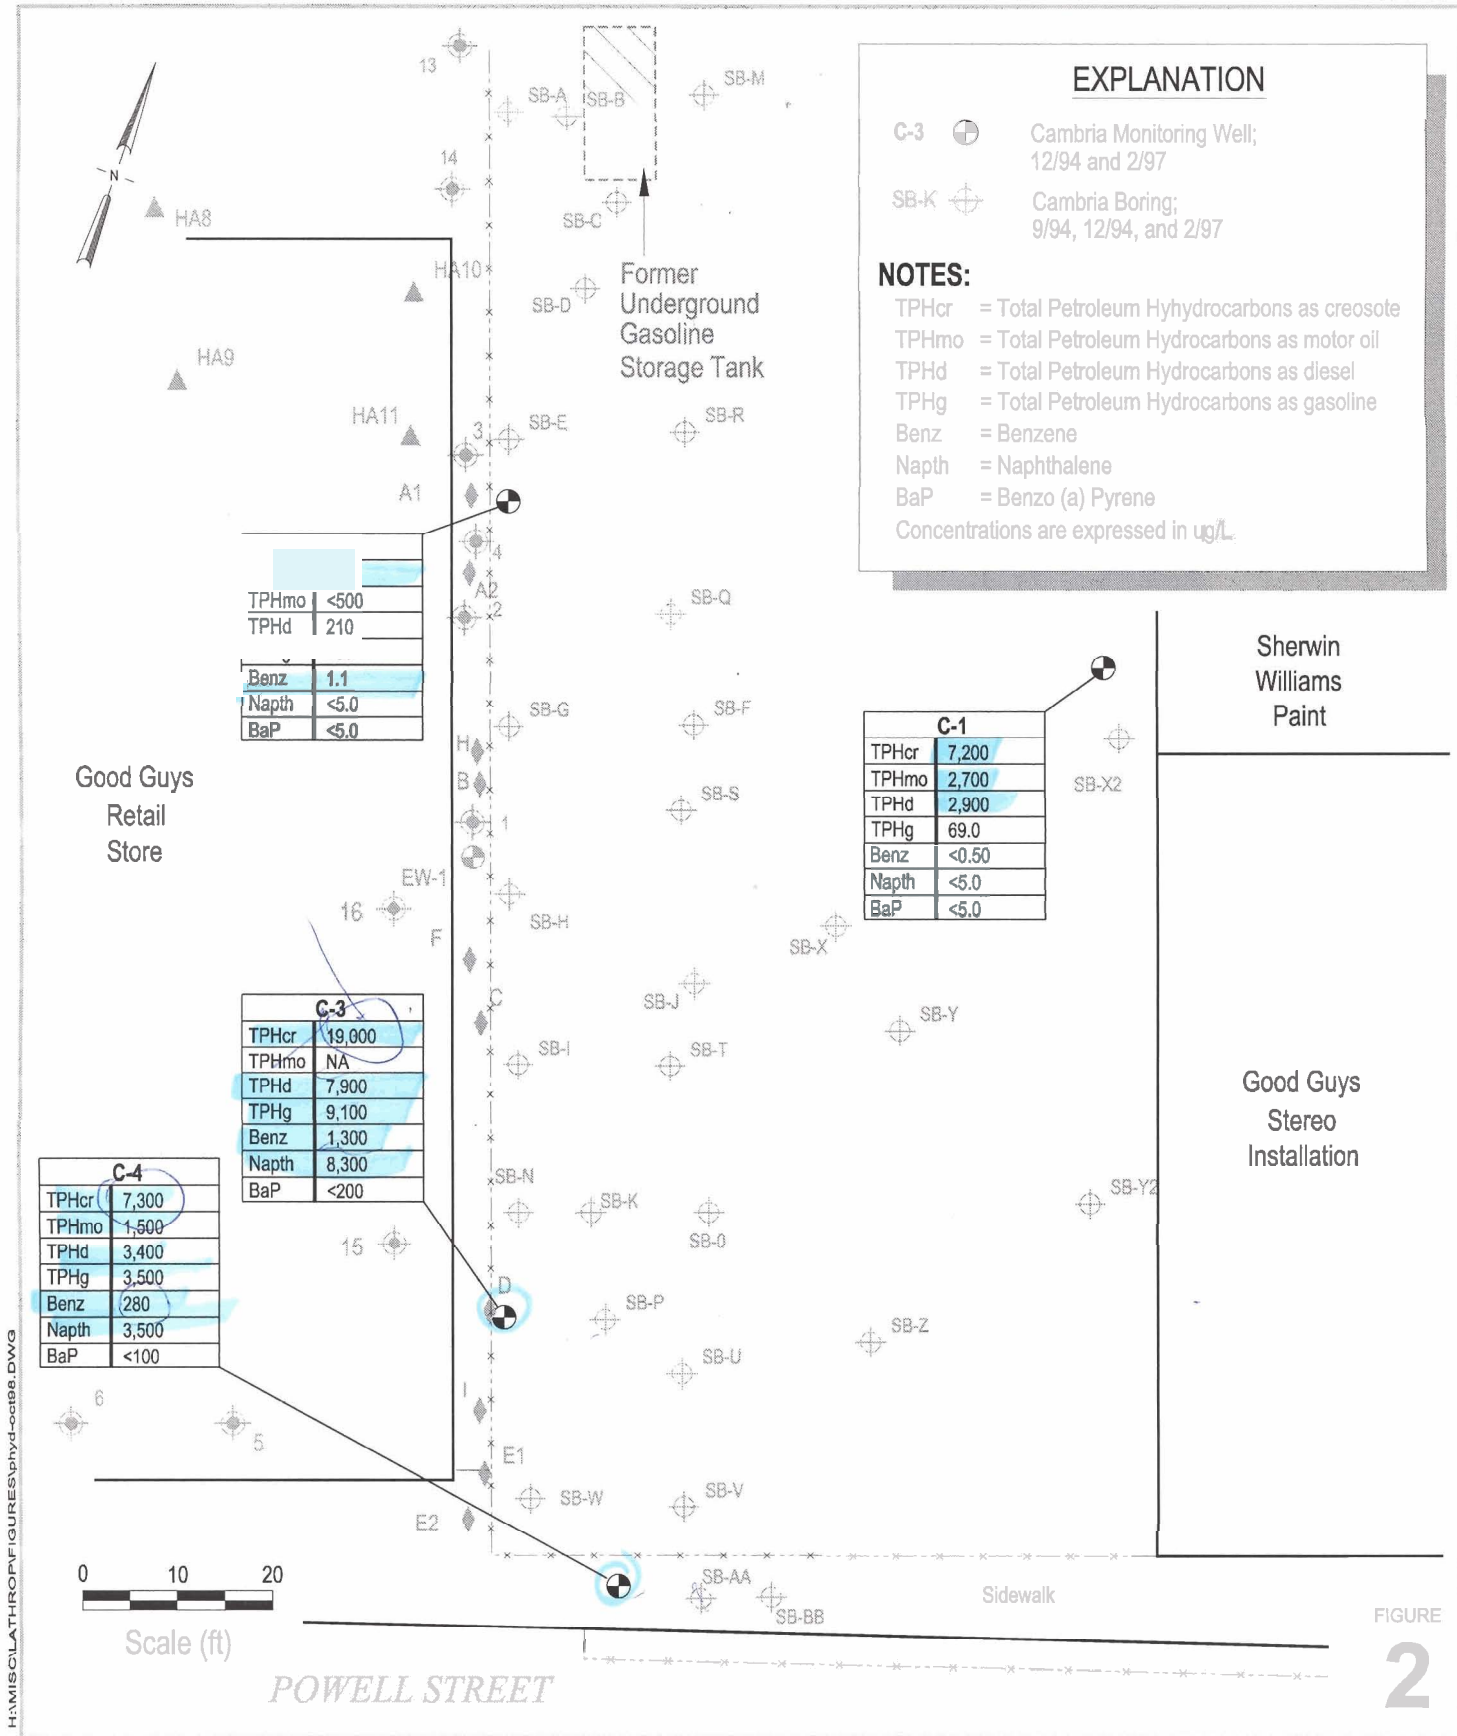 EXPLANATION
C-3 Cambria Monitoring Well;
12/94 and 2/97
SB-K Cambria Boring;
9/94, 12/94, and 2/97
NOTES:
TPHcr = Total Petroleum Hyhydrocarbons as creosote
TPHmo = Total Petroleum Hydrocarbons as motor oil
TPHd = Total Petroleum Hydrocarbons as diesel
TPHg = Total Petroleum Hydrocarbons as gasoline
Benz = Benzene
Napth = Naphthalene
BaP = Benzo (a) Pyrene
Concentrations are expressed in ug/L
13
SB-A
SB-B
SB-M
N
14
HA8
SB-C
HA10
SB-D
Former
Underground
Gasoline
Storage Tank
HA9
HA11
3
SB-E
SB-R
A1
4
A2
2
SB-Q
TPHmo <500
TPHd 210
Benz 1.1
Napth <5.0
BaP <5.0
Sherwin
Williams
Paint
SB-G
SB-F
H
B
SB-S
1
SB-X2
C-1
TPHcr 7,200
TPHmo 2,700
TPHd 2,900
TPHg 69.0
Benz <0.50
Napth <5.0
BaP <5.0
Good Guys
Retail
Store
EW-1
16
SB-H
F
SB-X
C
SB-J
SB-Y
SB-I
SB-T
C-3
TPHcr 19,000
TPHmo NA
TPHd 7,900
TPHg 9,100
Benz 1,300
Napth 8,300
BaP <200
Good Guys
Stereo
Installation
SB-N
SB-K
SB-0
SB-Y2
15
C-4
TPHcr 7,300
TPHmo 1,500
TPHd 3,400
TPHg 3,500
Benz 280
Napth 3,500
BaP <100
D
SB-P
SB-Z
SB-U
I
6
5
E1
SB-W
SB-V
E2
SB-AA
SB-BB
Sidewalk
0 10 20
Scale (ft)
POWELL STREET
FIGURE
2
H:\MISC\LATHROP\FIGURES\phyd-oct98.DWG